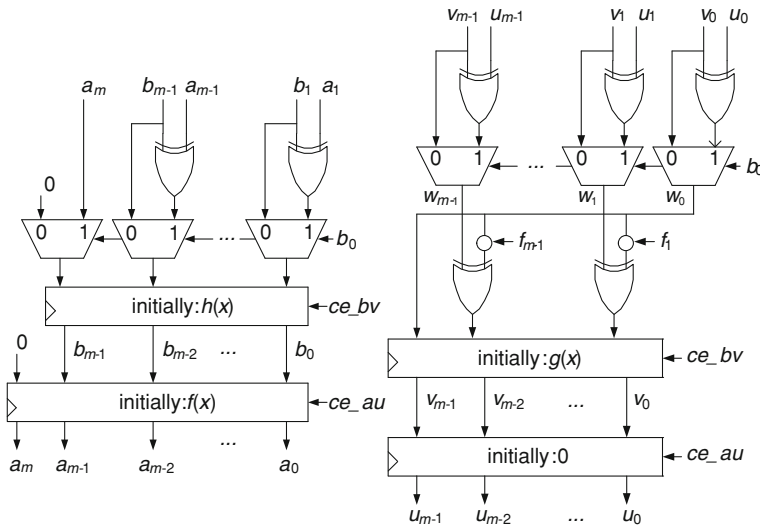 v_{m-1} u_{m-1} v_1 u_1 v_0 u_0
a_m b_{m-1} a_{m-1} b_1 a_1
0 1 ... 0 1 0 1 b_0
0
w_{m-1} w_1 w_0
0 1 0 1 ... 0 1 b_0
f_{m-1} f_1
initially:h(x) ce_bv
0 b_{m-1} b_{m-2} ... b_0
initially:g(x) ce_bv
initially:f(x) ce_au
v_{m-1} v_{m-2} ... v_0
a_m a_{m-1} a_{m-2} ... a_0
initially:0 ce_au
u_{m-1} u_{m-2} ... u_0